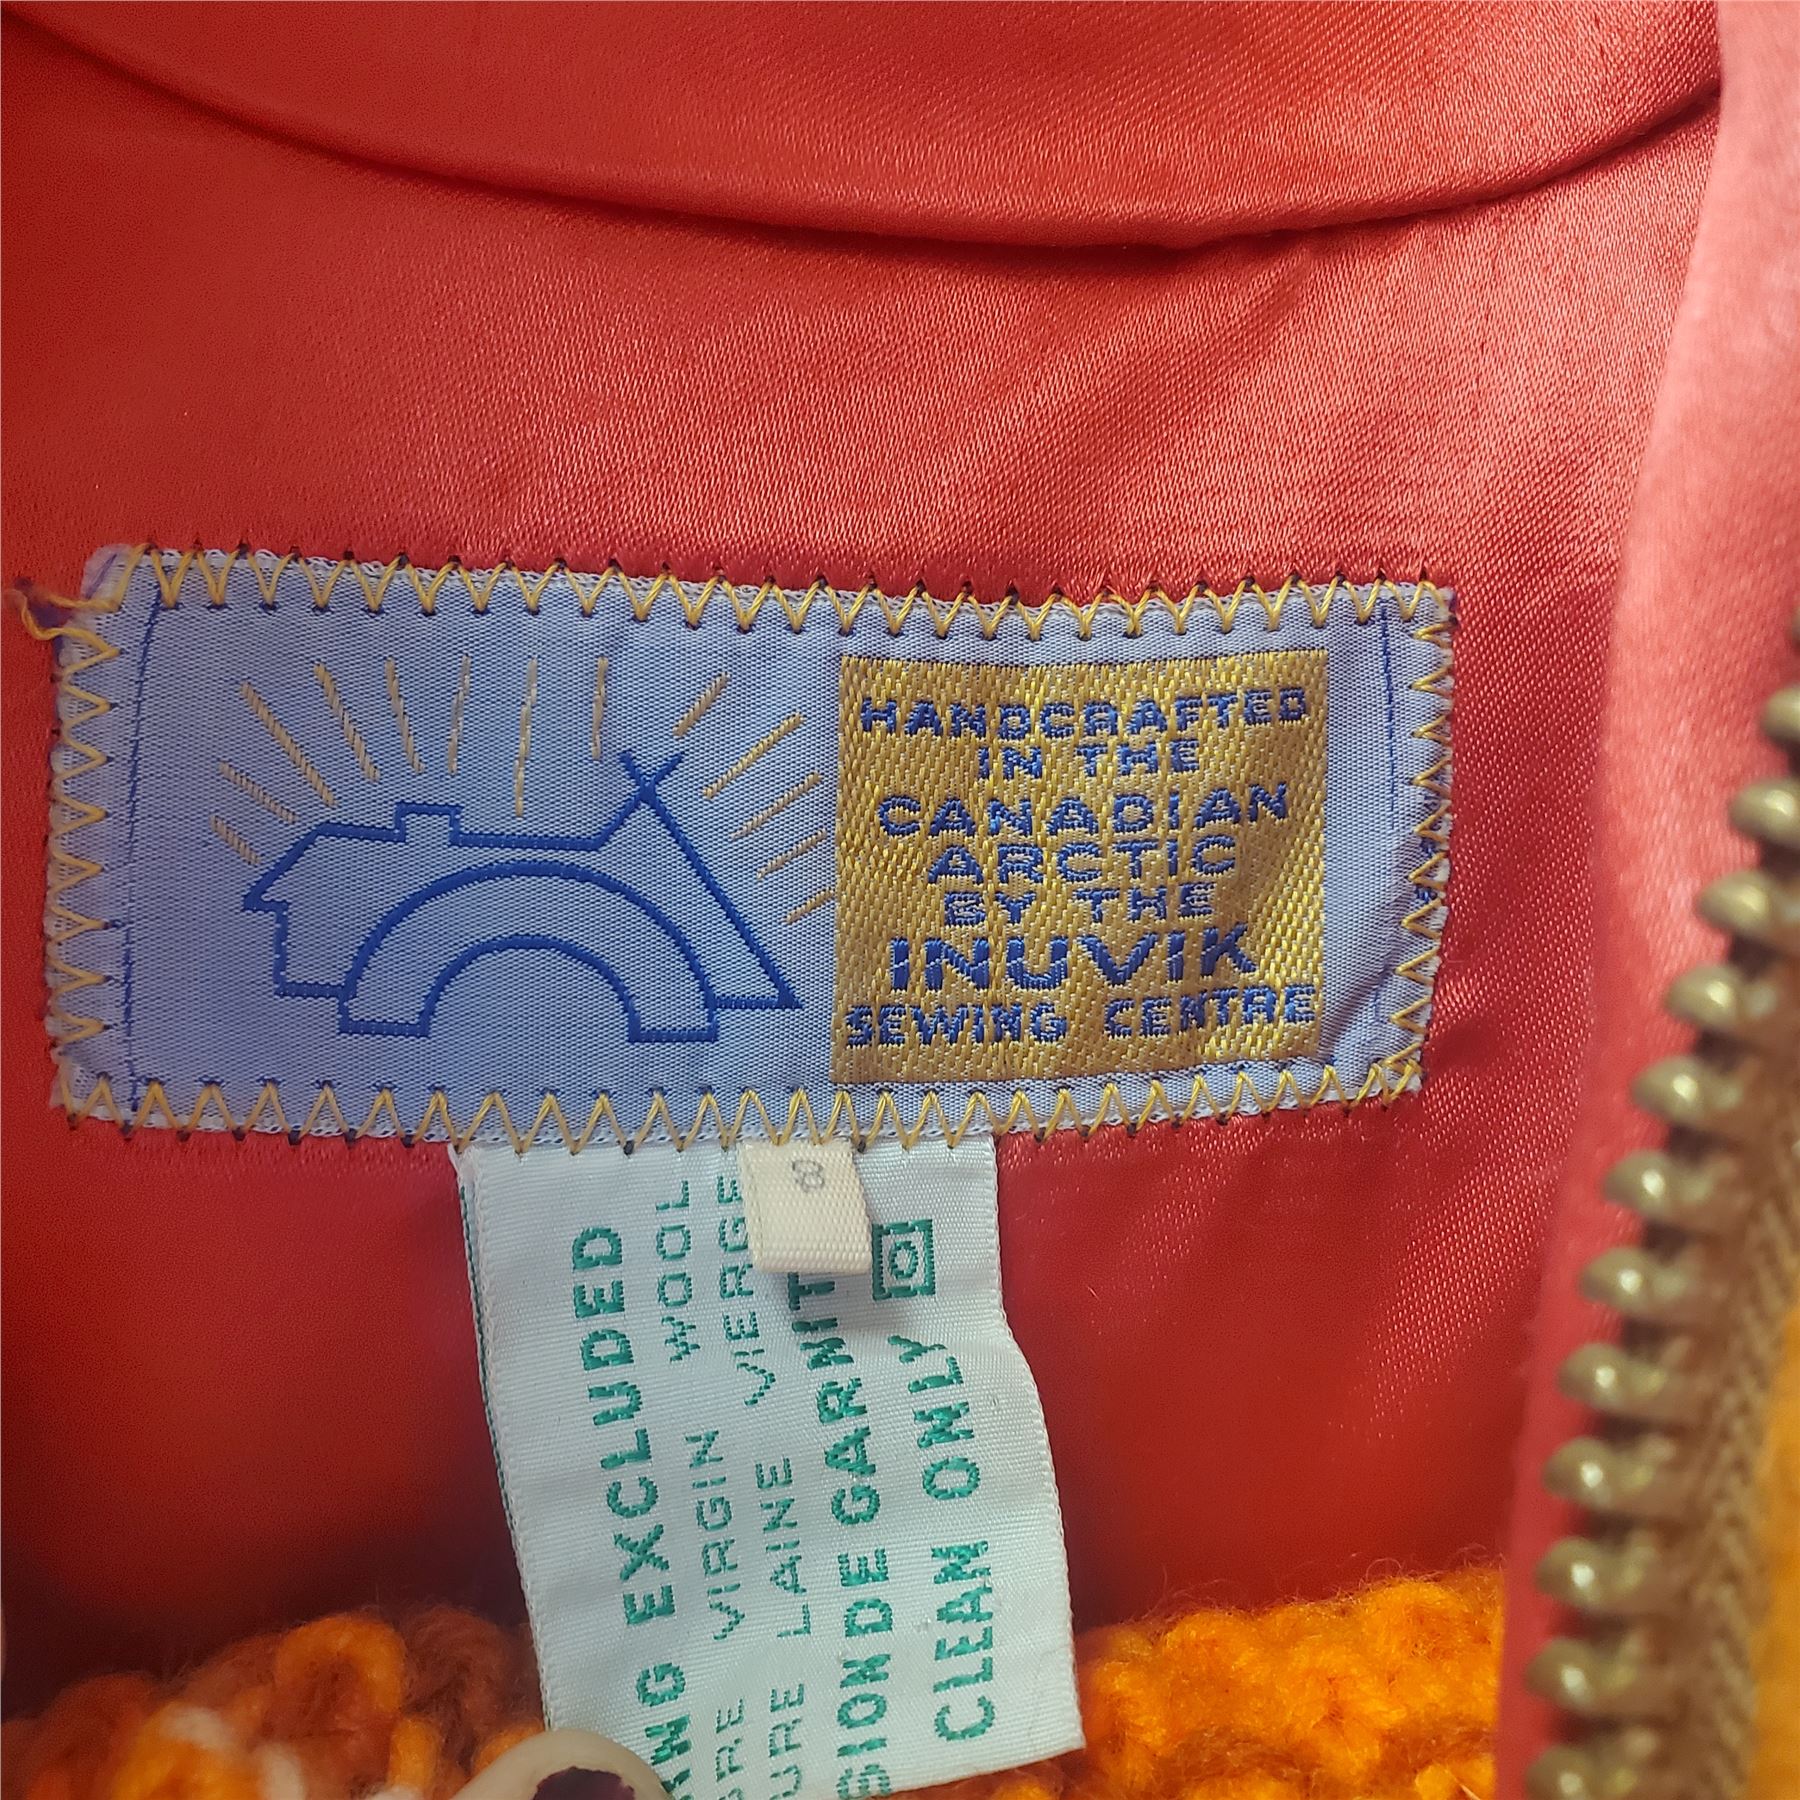 HANDCRAFTED
IN THE
CANADIAN
ARCTIC
BY THE
INUVIK
SEWING CENTRE
8
EXCLUDED
VIRGIN WOOL
LAINE VIERGE
DE GARNIT
CLEAN ONLY